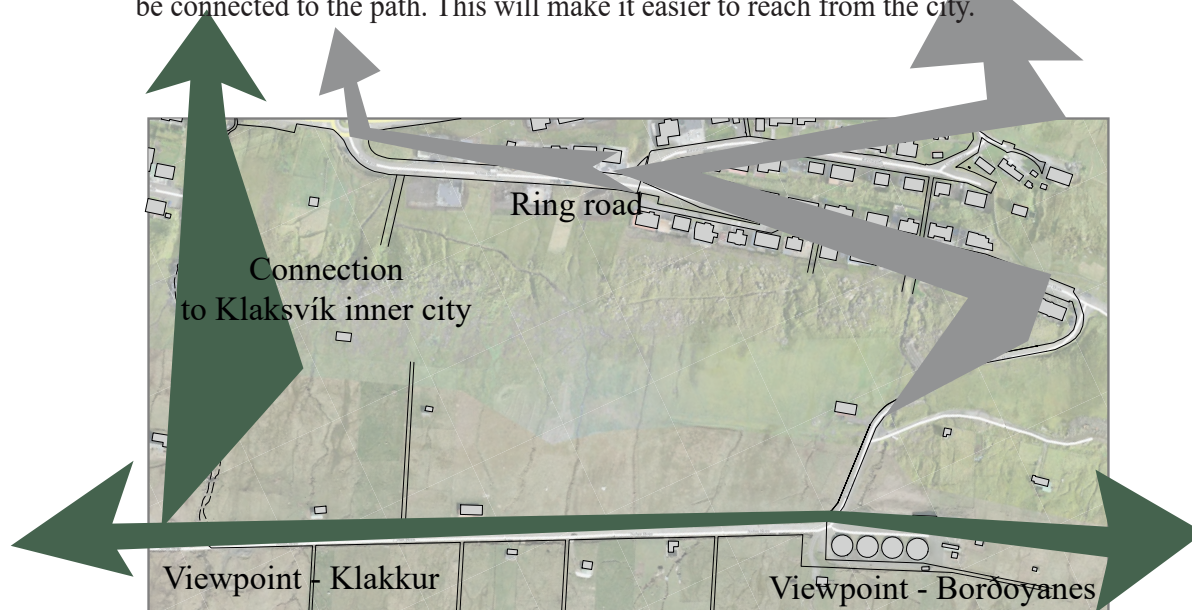 be connected to the path. This will make it easier to reach from the city.
Ring road
Connection
to Klaksvík inner city
Viewpoint - Klakkur
Viewpoint - Borðoyanes